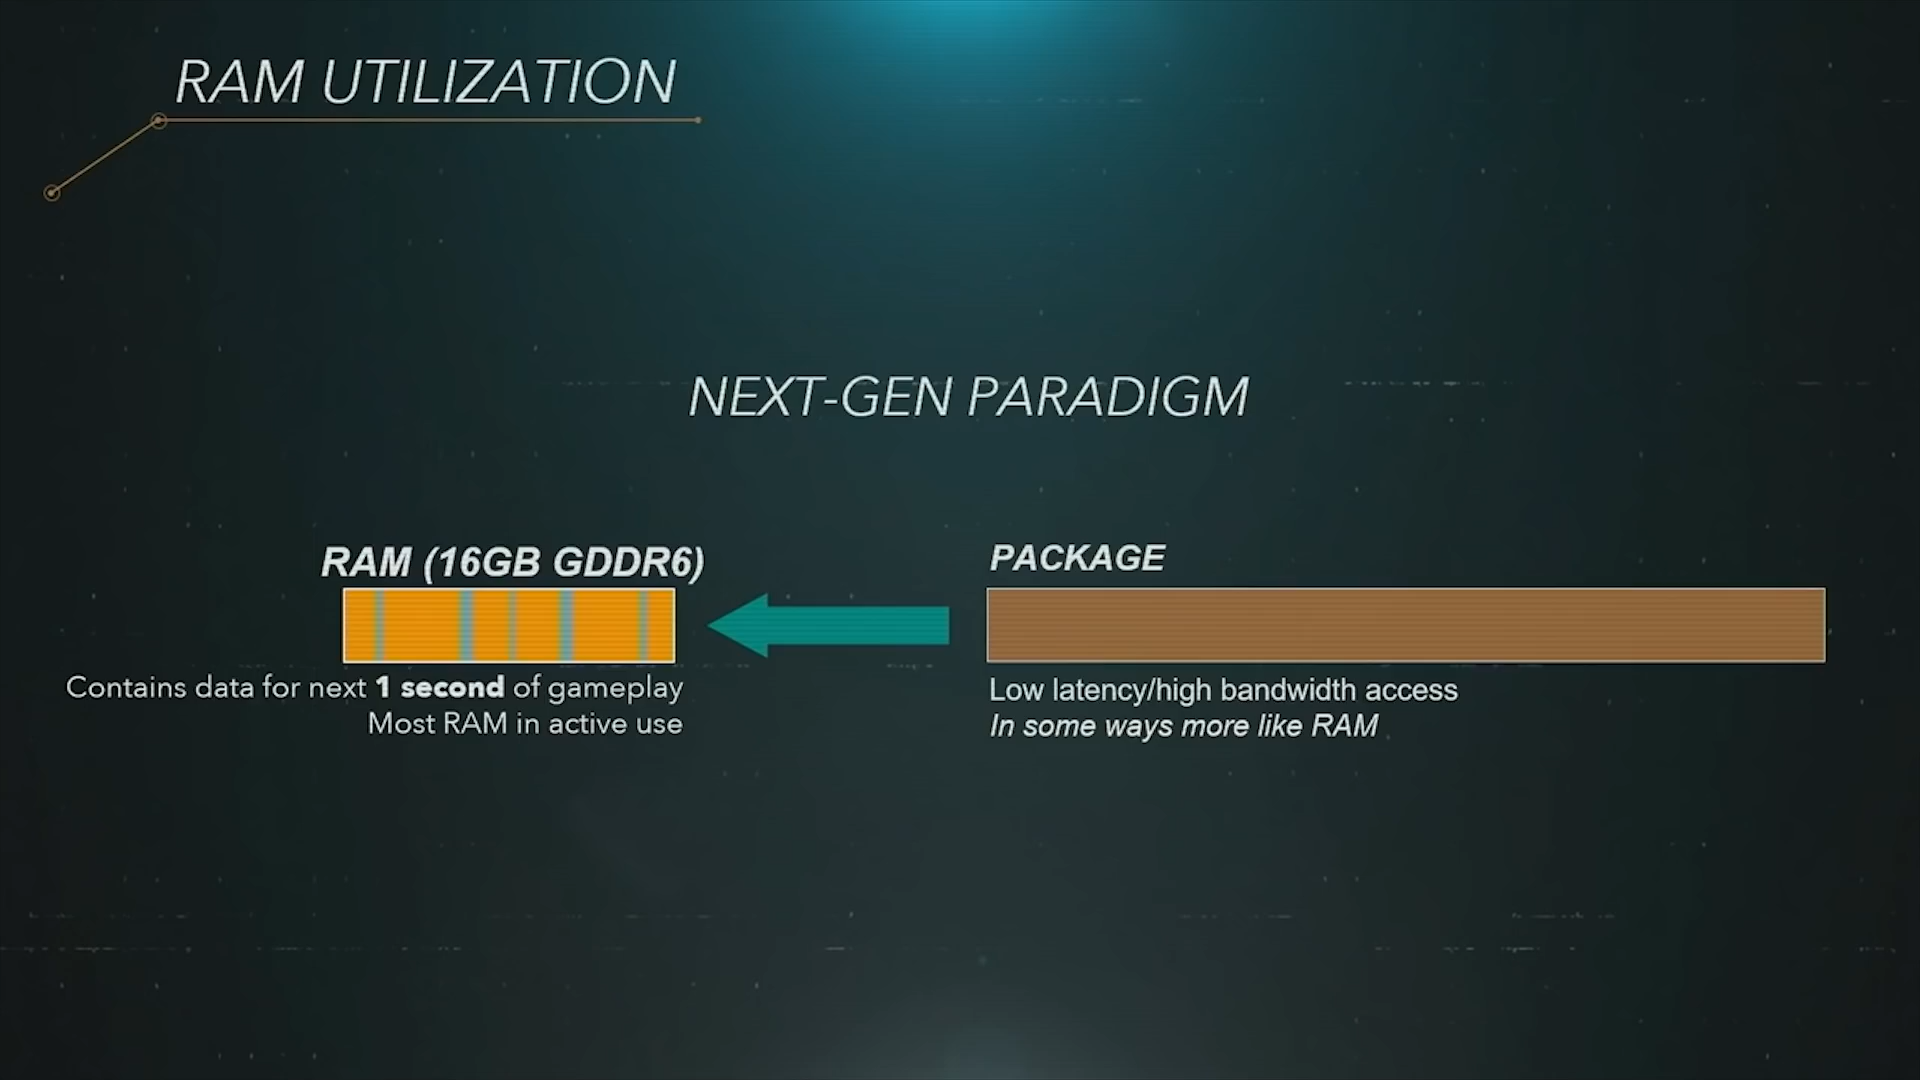 RAM UTILIZATION
NEXT-GEN PARADIGM
RAM (16GB GDDR6)
Contains data for next 1 second of gameplay
Most RAM in active use
PACKAGE
Low latency/high bandwidth access
In some ways more like RAM